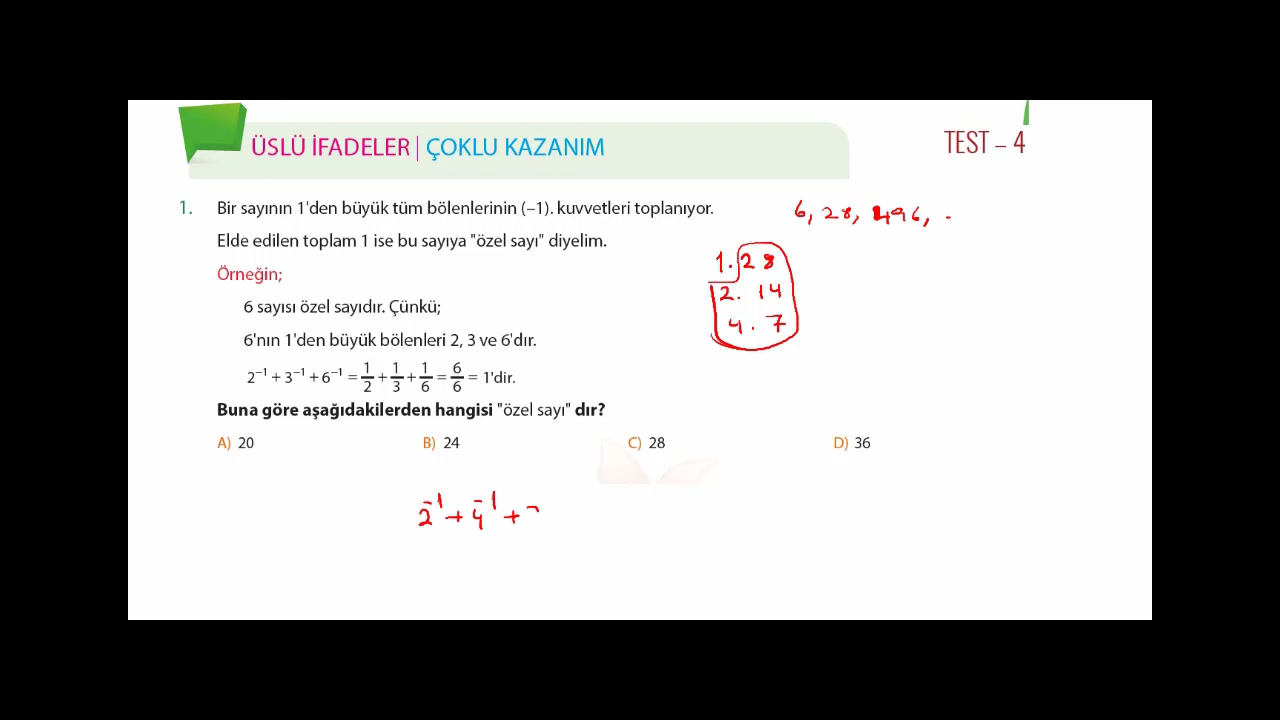 ÜSLÜ İFADELER | ÇOKLU KAZANIM
TEST – 4
1. Bir sayının 1'den büyük tüm bölenlerinin (–1). kuvvetleri toplanıyor.
Elde edilen toplam 1 ise bu sayıya "özel sayı" diyelim.
Örneğin;
6 sayısı özel sayıdır. Çünkü;
6'nın 1'den büyük bölenleri 2, 3 ve 6'dır.
2⁻¹ + 3⁻¹ + 6⁻¹ = 1/2 + 1/3 + 1/6 = 6/6 = 1'dir.
Buna göre aşağıdakilerden hangisi "özel sayı" dır?
A) 20 B) 24 C) 28 D) 36
6, 28, 496, .
1. 28
2. 14
4. 7
2⁻¹ + 4⁻¹ +